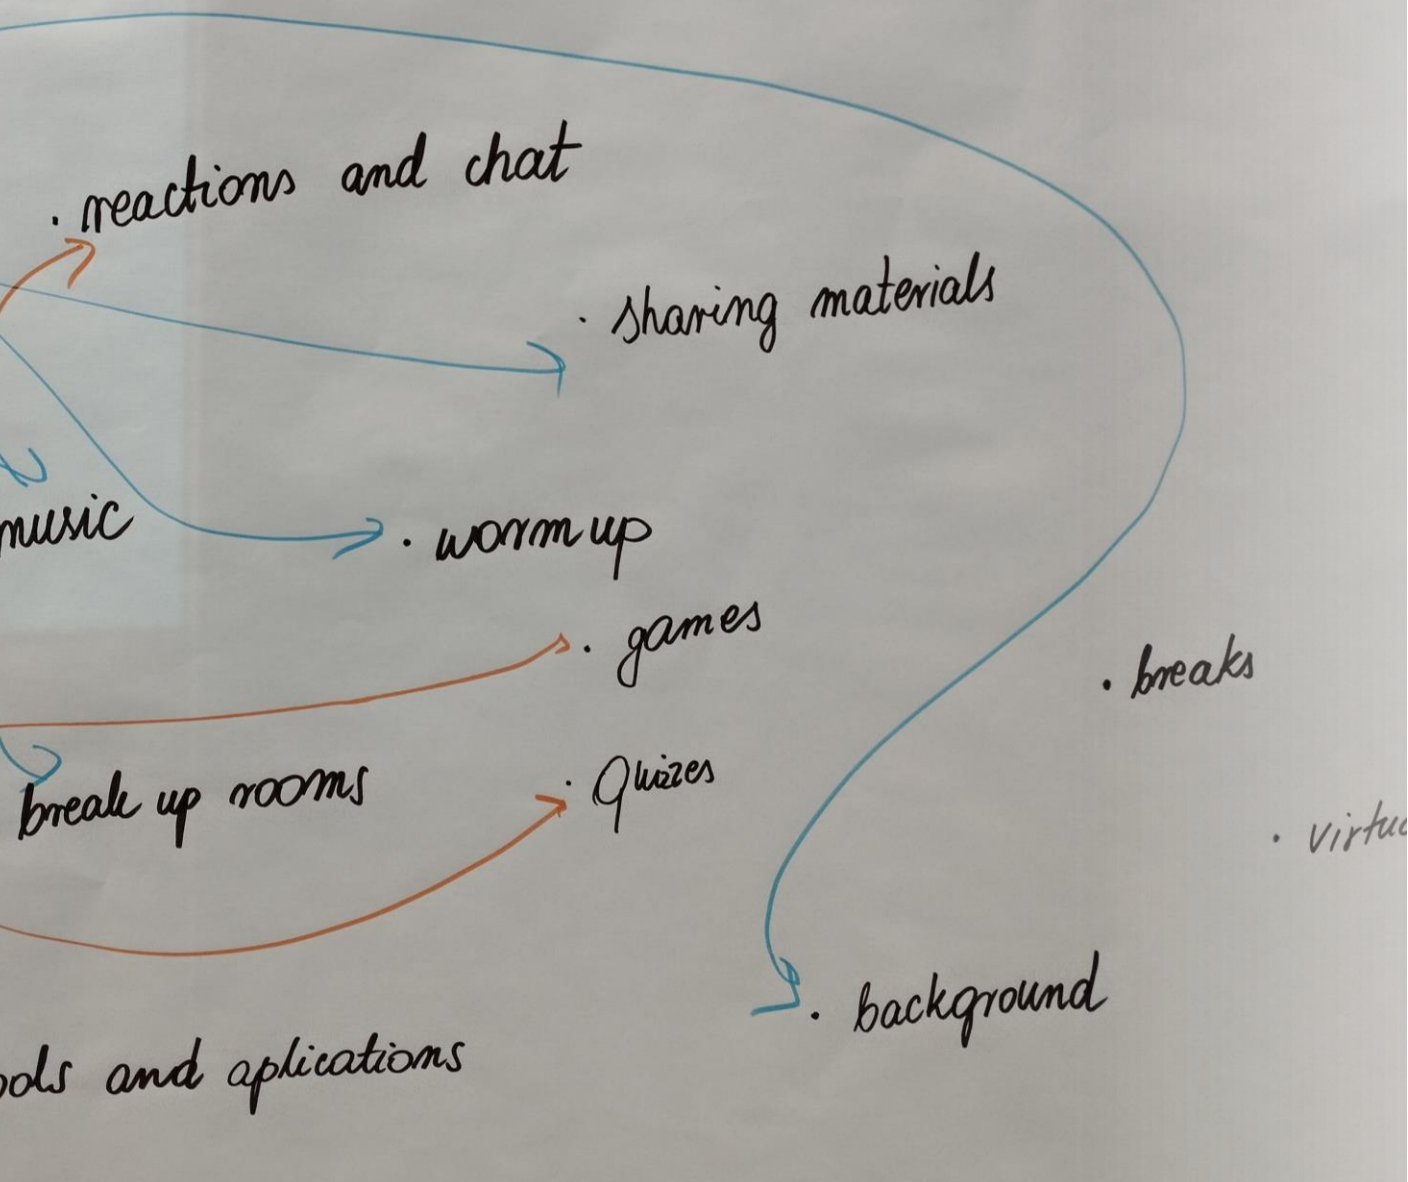 · reactions and chat
· sharing materials
music
· worm up
· games
· breaks
break up rooms
· Quizes
· background
and aplications